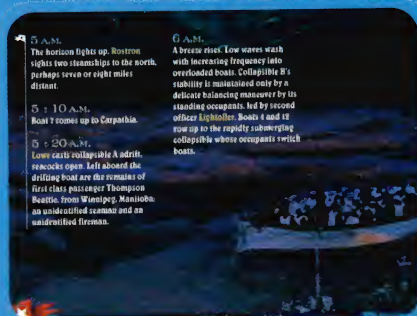 5 A.M.
The horizon lights up. Rostron
sights two steamships to the north,
perhaps seven or eight miles
distant.
5 : 10 A.M.
Boat 7 comes up to Carpathia.
5 : 20 A.M.
Lowe casts collapsible A adrift,
seacocks open. Left aboard the
drifting boat are the remains of
first class passenger Thompson
Beattie, from Winnipeg, Manitoba;
an unidentified seaman and an
unidentified fireman.
6 A.M.
A breeze rises. Low waves wash
with increasing frequency into
overloaded boats. Collapsible B's
stability is maintained only by a
delicate balancing maneuver by its
standing occupants, led by second
officer Lightoller. Boats 4 and 12
row up to the rapidly submerging
collapsible whose occupants switch
boats.